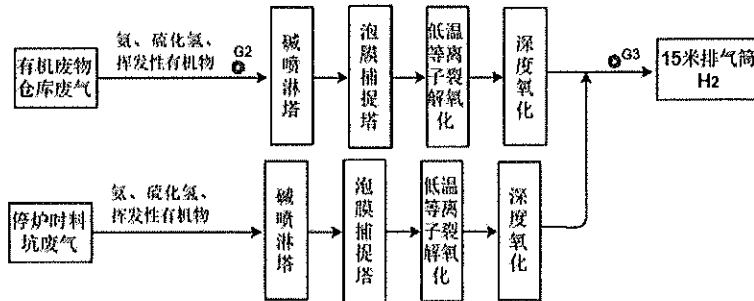 有机废物
仓库废气
氨、硫化氢、
挥发性有机物
G2
碱喷淋塔
泡膜捕捉塔
低温等离子裂解氧化
深度氧化
G3
15米排气筒
H2
停炉时料
坑废气
氨、硫化氢、
挥发性有机物
碱喷淋塔
泡膜捕捉塔
低温等离子裂解氧化
深度氧化